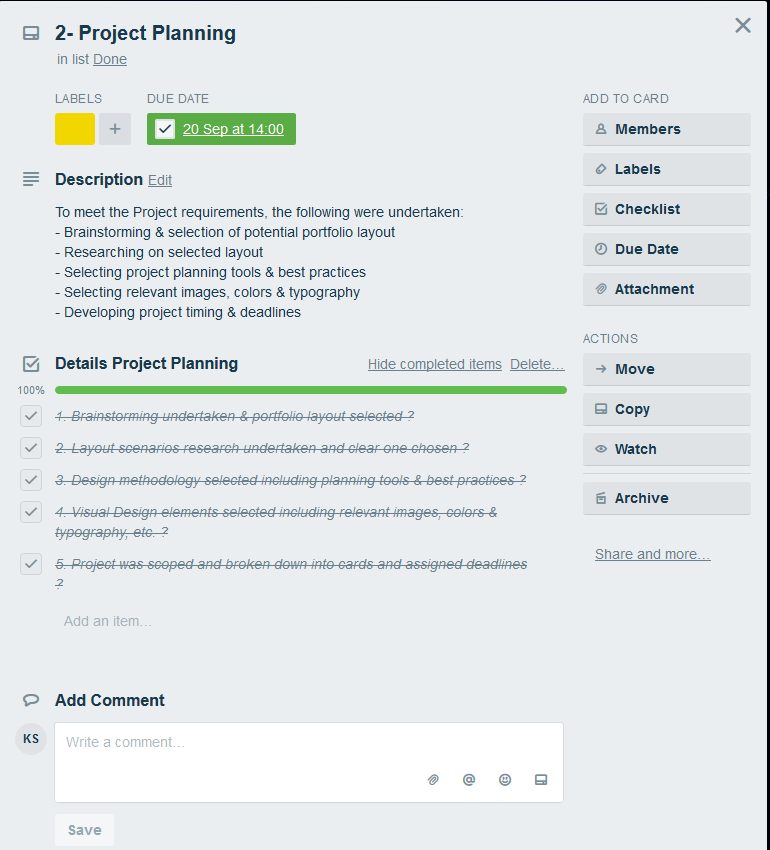 2- Project Planning
in list Done
LABELS
DUE DATE
+
20 Sep at 14:00
Description Edit
To meet the Project requirements, the following were undertaken:
- Brainstorming & selection of potential portfolio layout
- Researching on selected layout
- Selecting project planning tools & best practices
- Selecting relevant images, colors & typography
- Developing project timing & deadlines
Details Project Planning
Hide completed items
Delete...
100%
1. Brainstorming undertaken & portfolio layout selected ?
2. Layout scenarios research undertaken and clear one chosen ?
3. Design methodology selected including planning tools & best practices ?
4. Visual Design elements selected including relevant images, colors &
typography, etc. ?
5. Project was scoped and broken down into cards and assigned deadlines
?
Add an item…
Add Comment
KS
Write a comment…
@
Save
ADD TO CARD
Members
Labels
Checklist
Due Date
Attachment
ACTIONS
Move
Copy
Watch
Archive
Share and more…